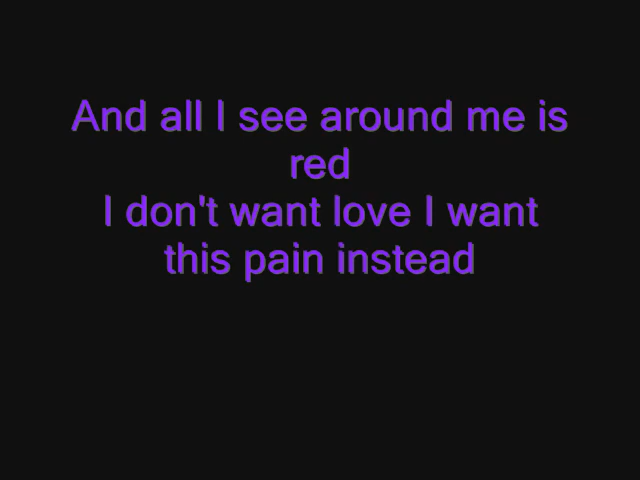 And all I see around me is
red
I don't want love I want
this pain instead